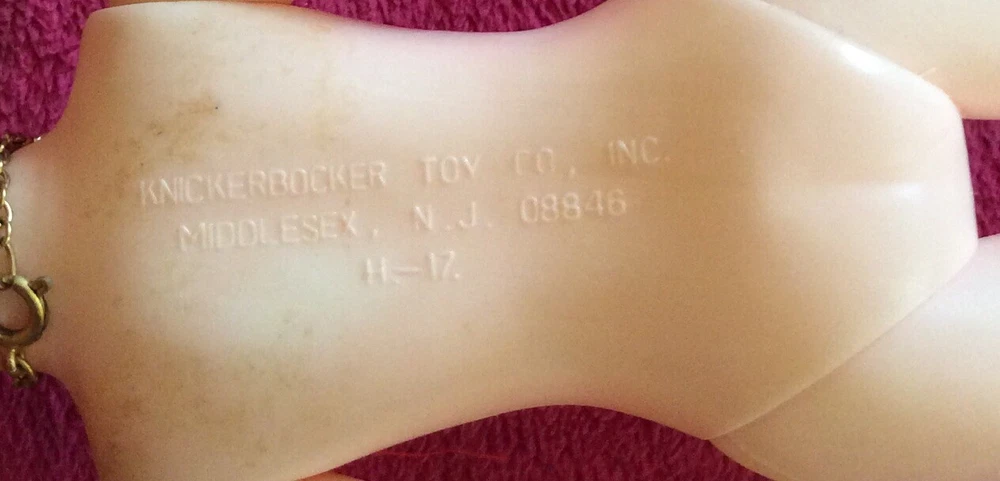 KNICKERBOCKER TOY CO, INC.
MIDDLESEX, N.J. 08846
H-17